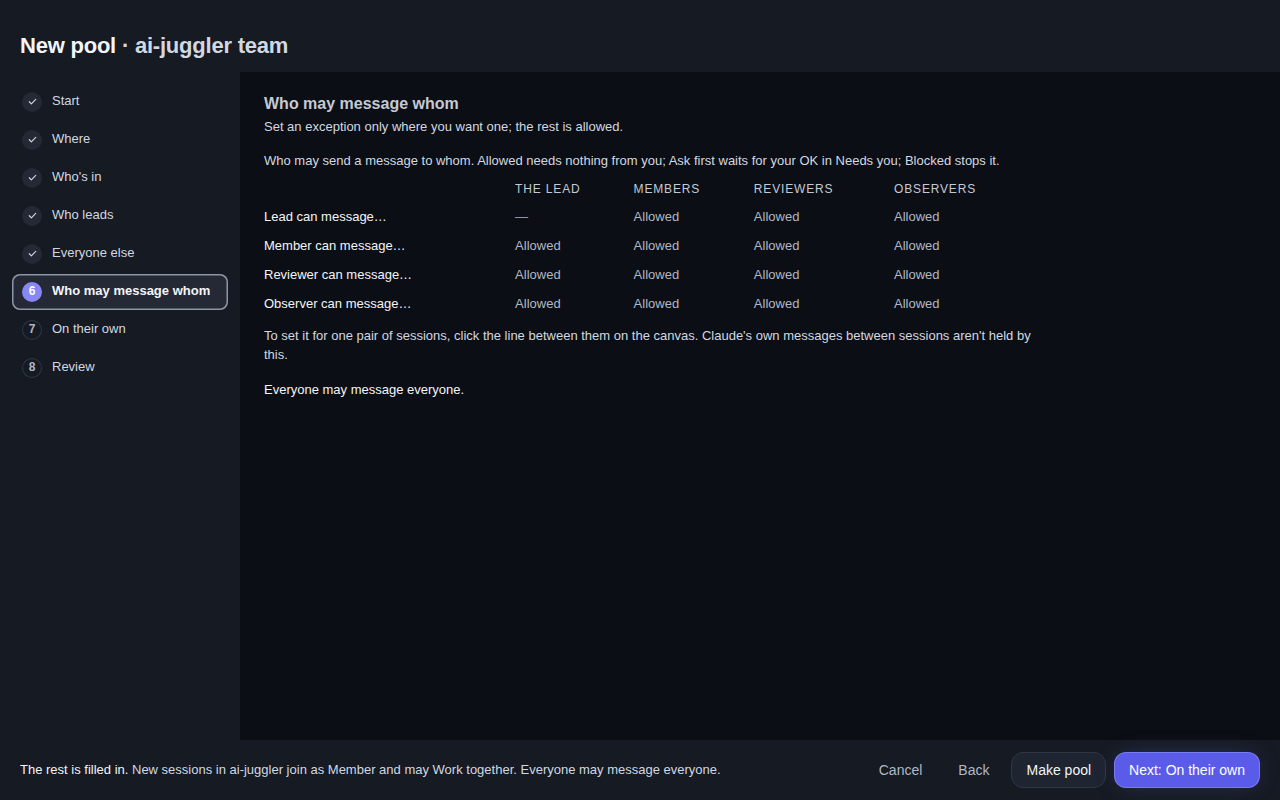 New pool · ai-juggler team
Start
Where
Who's in
Who leads
Everyone else
6 Who may message whom
7 On their own
8 Review
Who may message whom
Set an exception only where you want one; the rest is allowed.
Who may send a message to whom. Allowed needs nothing from you; Ask first waits for your OK in Needs you; Blocked stops it.
THE LEAD MEMBERS REVIEWERS OBSERVERS
Lead can message… — Allowed Allowed Allowed
Member can message… Allowed Allowed Allowed Allowed
Reviewer can message… Allowed Allowed Allowed Allowed
Observer can message… Allowed Allowed Allowed Allowed
To set it for one pair of sessions, click the line between them on the canvas. Claude's own messages between sessions aren't held by
this.
Everyone may message everyone.
The rest is filled in. New sessions in ai-juggler join as Member and may Work together. Everyone may message everyone.
Cancel Back Make pool Next: On their own